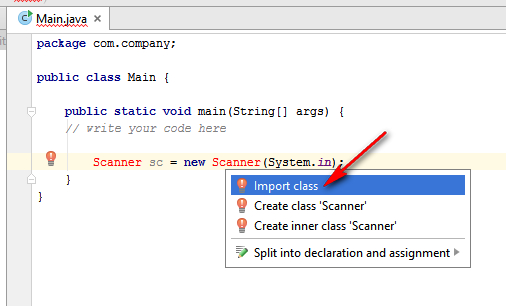 Main.java
package com.company;
public class Main {
public static void main(String[] args) {
// write your code here
Scanner sc = new Scanner(System.in);
}
}
Import class
Create class 'Scanner'
Create inner class 'Scanner'
Split into declaration and assignment